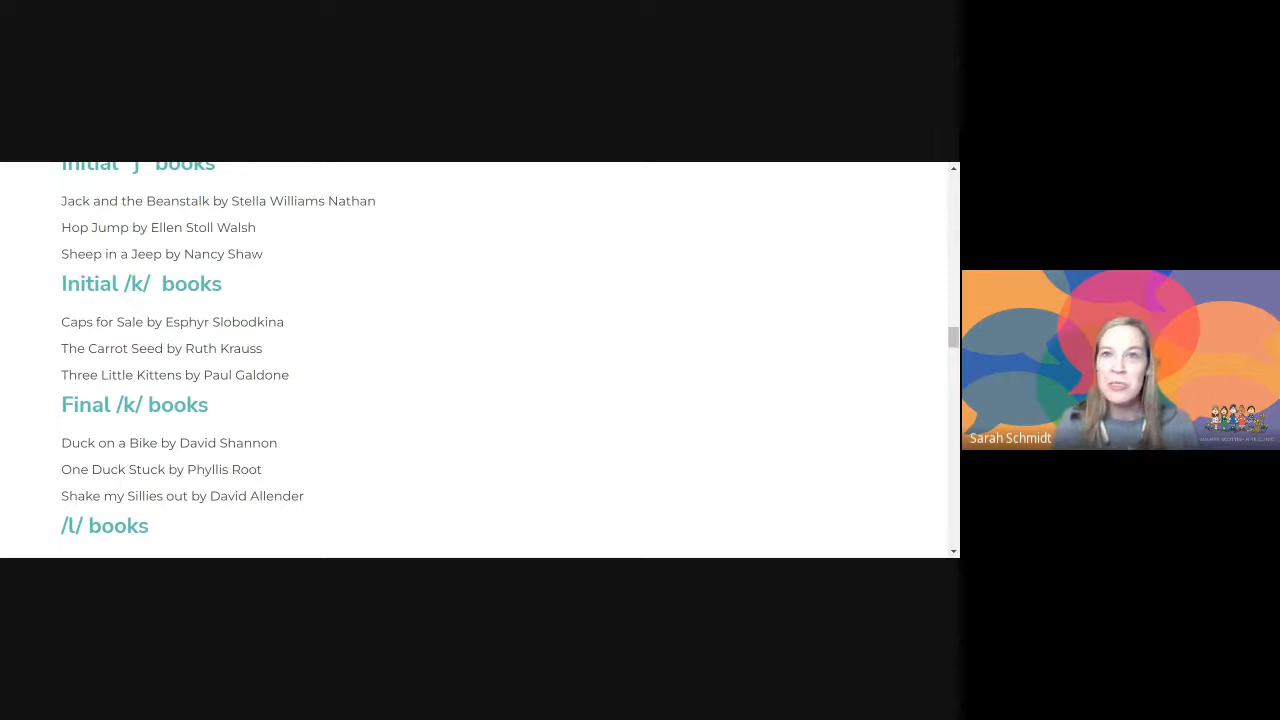 Initial "j" books
Jack and the Beanstalk by Stella Williams Nathan
Hop Jump by Ellen Stoll Walsh
Sheep in a Jeep by Nancy Shaw
Initial /k/ books
Caps for Sale by Esphyr Slobodkina
The Carrot Seed by Ruth Krauss
Three Little Kittens by Paul Galdone
Final /k/ books
Duck on a Bike by David Shannon
One Duck Stuck by Phyllis Root
Shake my Sillies out by David Allender
/l/ books
Sarah Schmidt